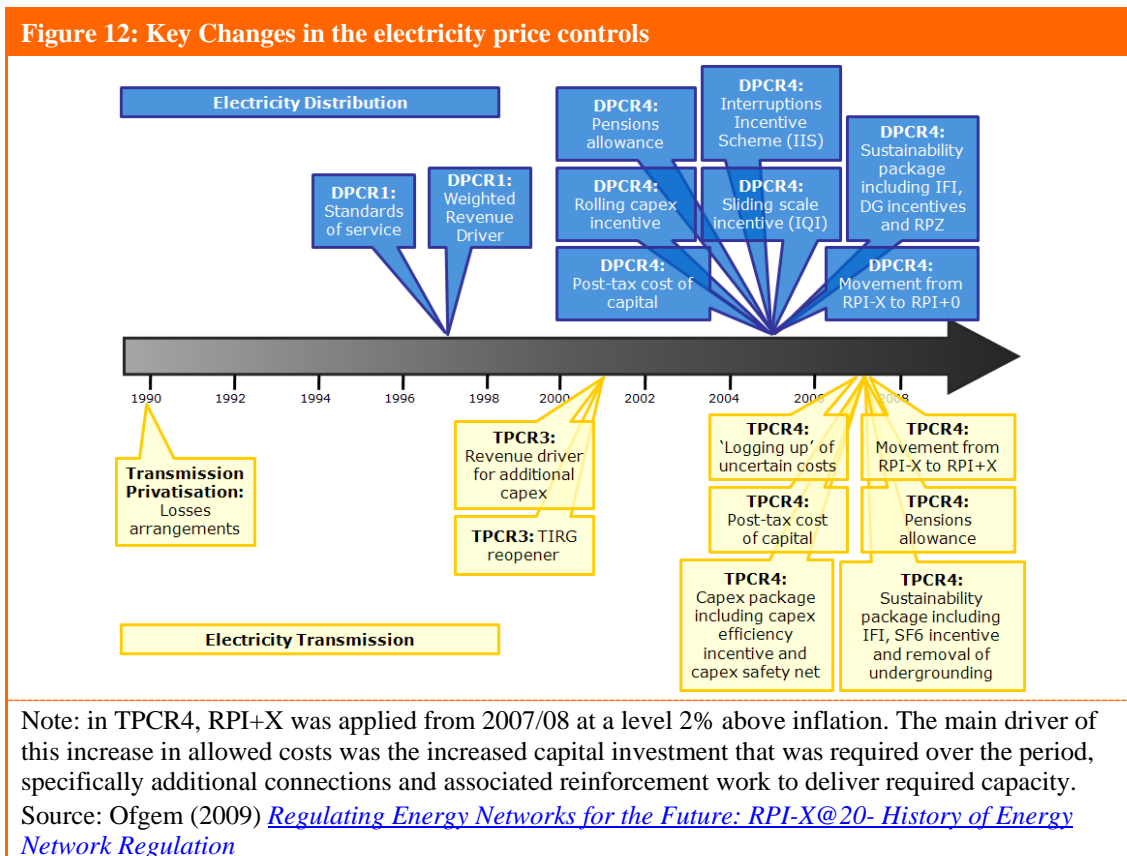 Figure 12: Key Changes in the electricity price controls
Electricity Distribution
DPCR1:
Standards
of service
DPCR1:
Weighted
Revenue
Driver
DPCR4:
Pensions
allowance
DPCR4:
Rolling capex
incentive
DPCR4:
Post-tax cost of
capital
DPCR4:
Interruptions
Incentive
Scheme (IIS)
DPCR4:
Sliding scale
incentive (IQI)
DPCR4:
Sustainability
package
including IFI,
DG incentives
and RPZ
DPCR4:
Movement from
RPI-X to RPI+0
1990 1992 1994 1996 1998 2000 2002 2004 2006 2008
Transmission
Privatisation:
Losses
arrangements
TPCR3:
Revenue driver
for additional
capex
TPCR3: TIRG
reopener
TPCR4:
'Logging up' of
uncertain costs
TPCR4:
Post-tax cost
of capital
TPCR4:
Capex package
including capex
efficiency
incentive and
capex safety net
TPCR4:
Movement from
RPI-X to RPI+X
TPCR4:
Pensions
allowance
TPCR4:
Sustainability
package including
IFI, SF6 incentive
and removal of
undergrounding
Electricity Transmission
Note: in TPCR4, RPI+X was applied from 2007/08 at a level 2% above inflation. The main driver of
this increase in allowed costs was the increased capital investment that was required over the period,
specifically additional connections and associated reinforcement work to deliver required capacity.
Source: Ofgem (2009) Regulating Energy Networks for the Future: RPI-X@20- History of Energy
Network Regulation